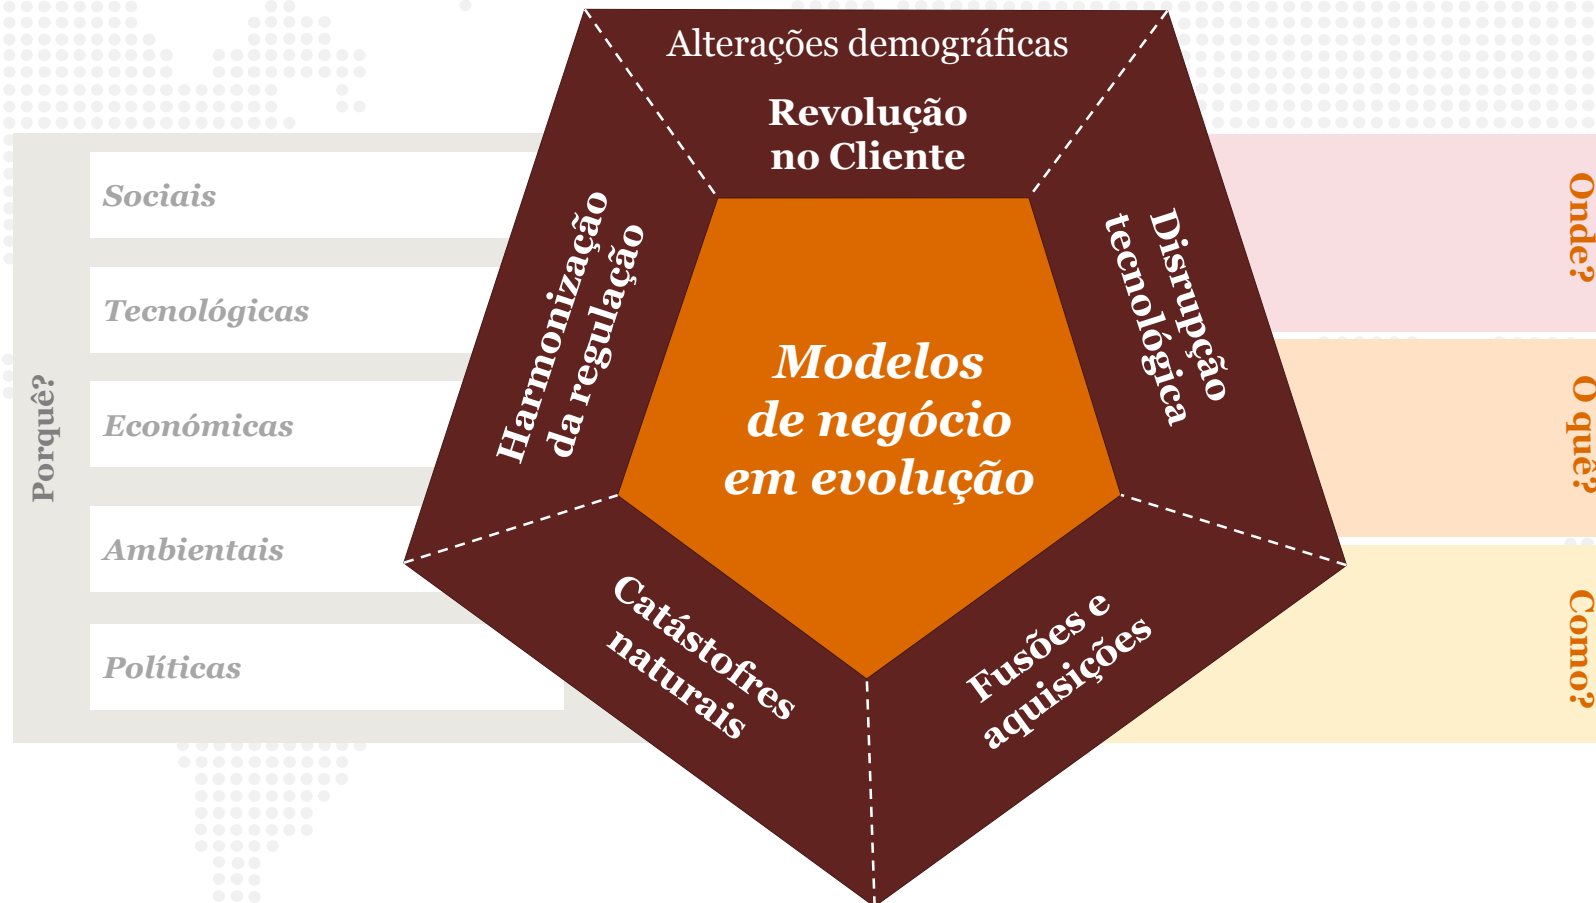 Alterações demográficas
Revolução
no Cliente
Porquê?
Sociais
Tecnológicas
Económicas
Ambientais
Políticas
Harmonização
da regulação
Modelos
de negócio
em evolução
Disrupção
tecnológica
Catástofres
naturais
Fusões e
aquisições
Onde?
O quê?
Como?